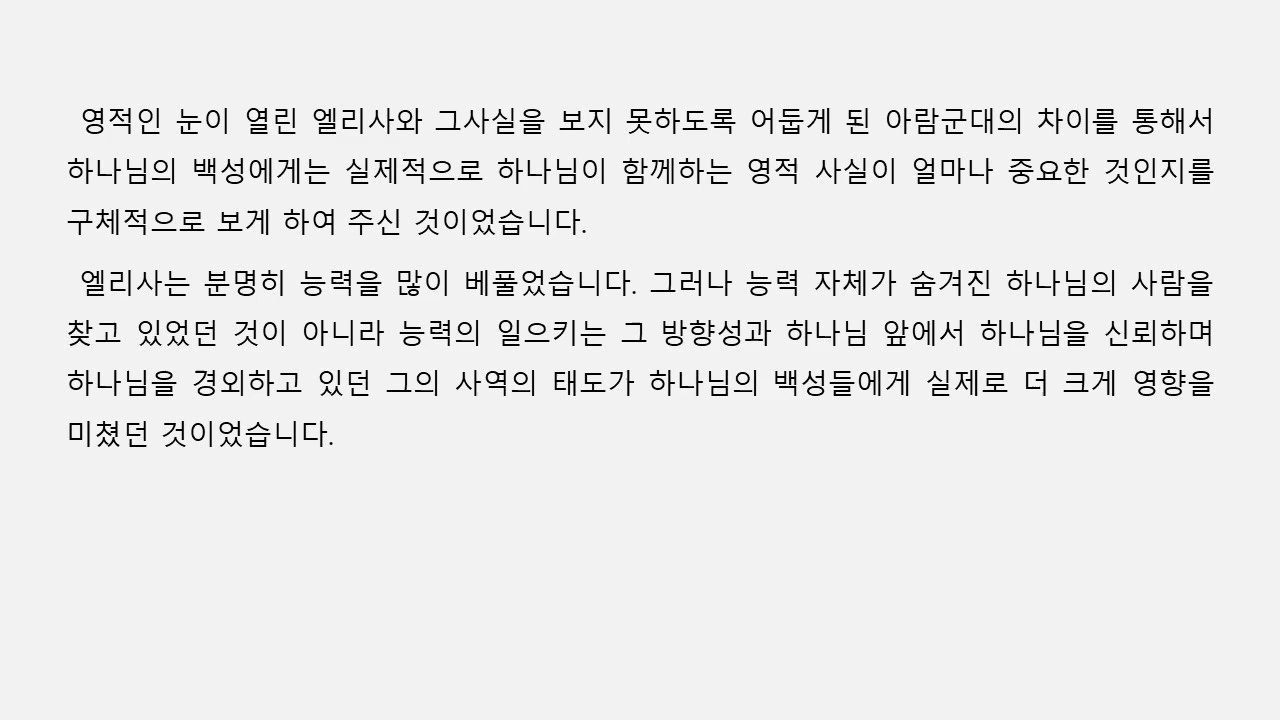 영적인 눈이 열린 엘리사와 그사실을 보지 못하도록 어둡게 된 아람군대의 차이를 통해서
하나님의 백성에게는 실제적으로 하나님이 함께하는 영적 사실이 얼마나 중요한 것인지를
구체적으로 보게 하여 주신 것이었습니다.
엘리사는 분명히 능력을 많이 베풀었습니다. 그러나 능력 자체가 숨겨진 하나님의 사람을
찾고 있었던 것이 아니라 능력의 일으키는 그 방향성과 하나님 앞에서 하나님을 신뢰하며
하나님을 경외하고 있던 그의 사역의 태도가 하나님의 백성들에게 실제로 더 크게 영향을
미쳤던 것이었습니다.